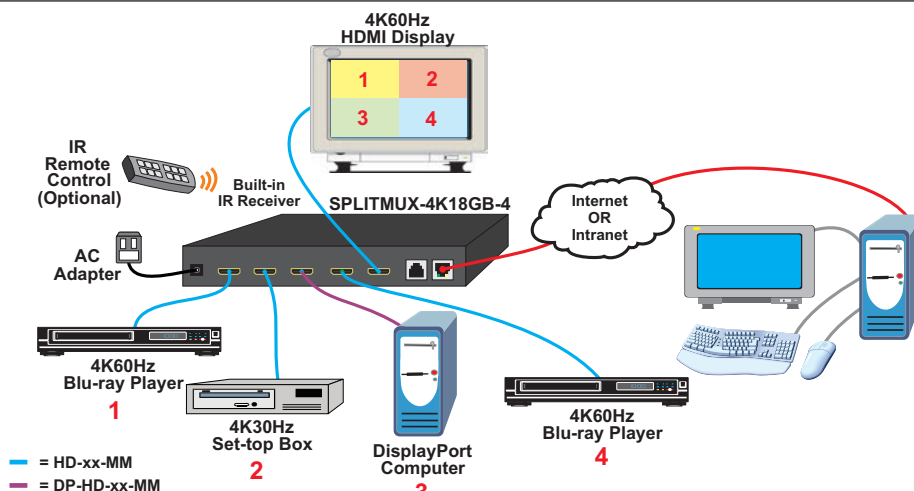 4K60Hz
HDMI Display
1
2
3
4
IR
Remote
Control
(Optional)
Built-in
IR Receiver
SPLITMUX-4K18GB-4
Internet
OR
Intranet
AC
Adapter
4K60Hz
Blu-ray Player
1
4K30Hz
Set-top Box
2
DisplayPort
Computer
3
4K60Hz
Blu-ray Player
4
= HD-xx-MM
= DP-HD-xx-MM